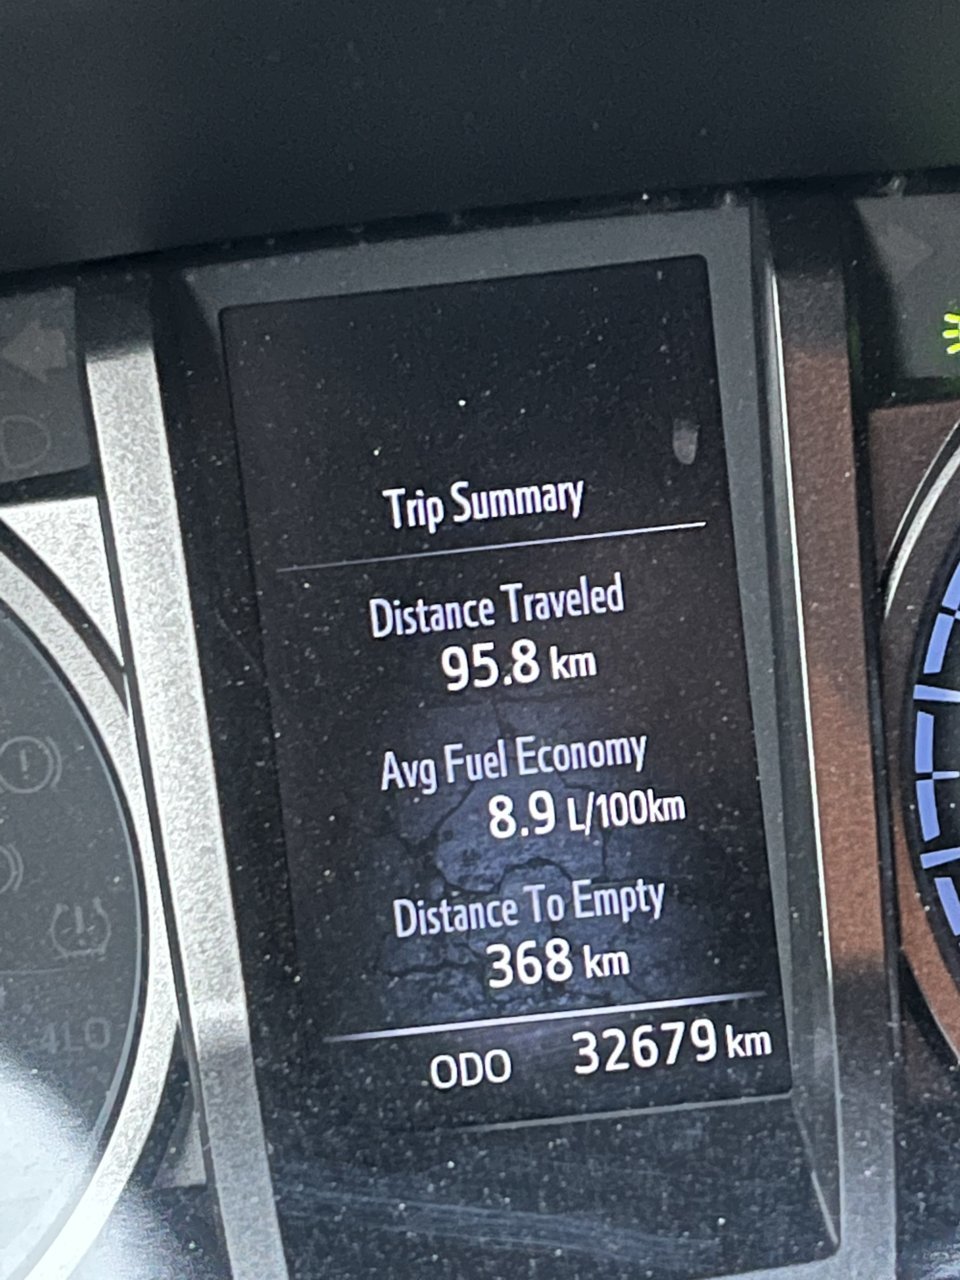 Trip Summary
Distance Traveled
95.8 km
Avg Fuel Economy
8.9 L/100km
Distance To Empty
368 km
ODO 32679 km
4LO